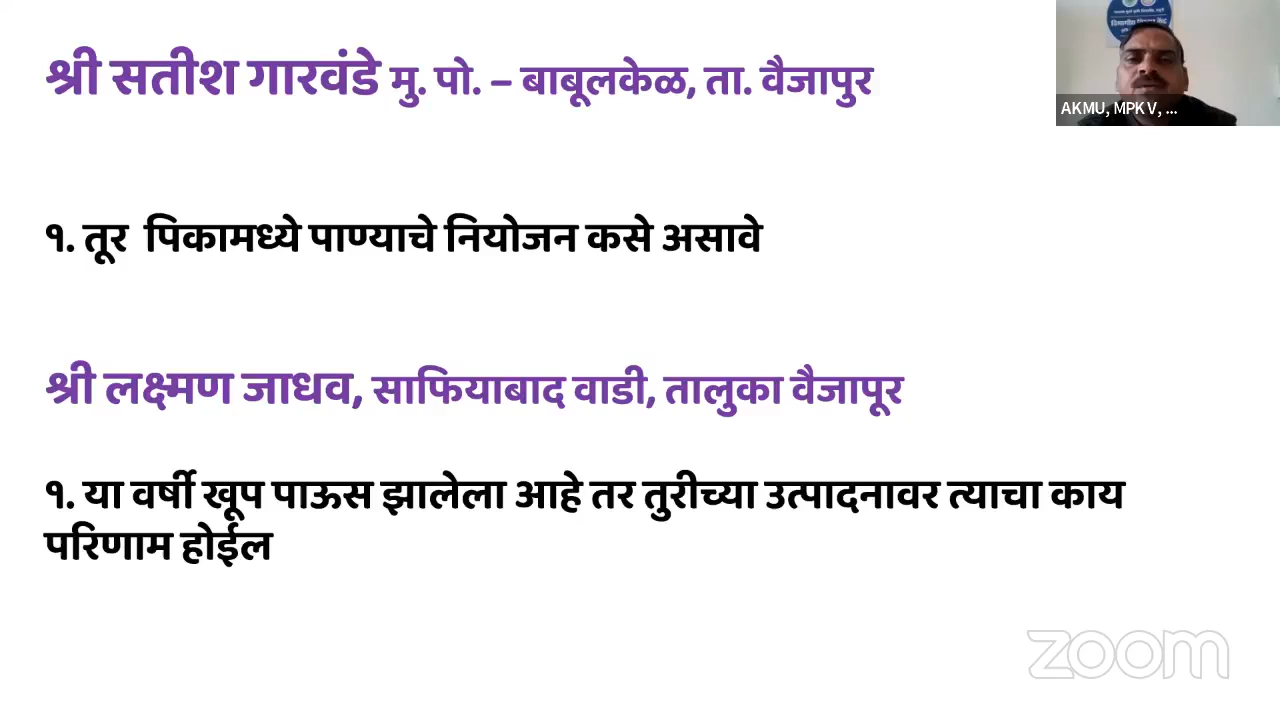 श्री सतीश गारवंडे मु. पो. – बाबूलकेळ, ता. वैजापुर
AKMU, MPKV, ...
१. तूर पिकामध्ये पाण्याचे नियोजन कसे असावे
श्री लक्ष्मण जाधव, साफियाबाद वाडी, तालुका वैजापूर
१. या वर्षी खूप पाऊस झालेला आहे तर तुरीच्या उत्पादनावर त्याचा काय
परिणाम होईल
zoom